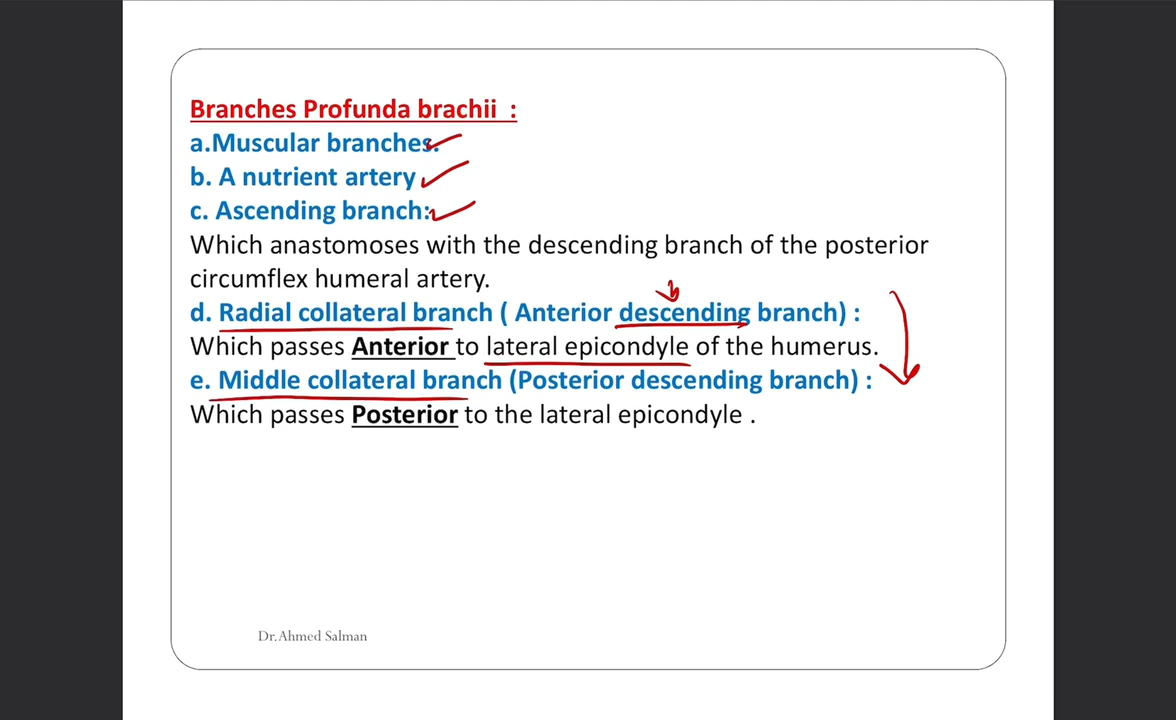 Branches Profunda brachii :
a.Muscular branches.
b. A nutrient artery
c. Ascending branch:
Which anastomoses with the descending branch of the posterior
circumflex humeral artery.
d. Radial collateral branch ( Anterior descending branch) :
Which passes Anterior to lateral epicondyle of the humerus.
e. Middle collateral branch (Posterior descending branch) :
Which passes Posterior to the lateral epicondyle .
Dr. Ahmed Salman